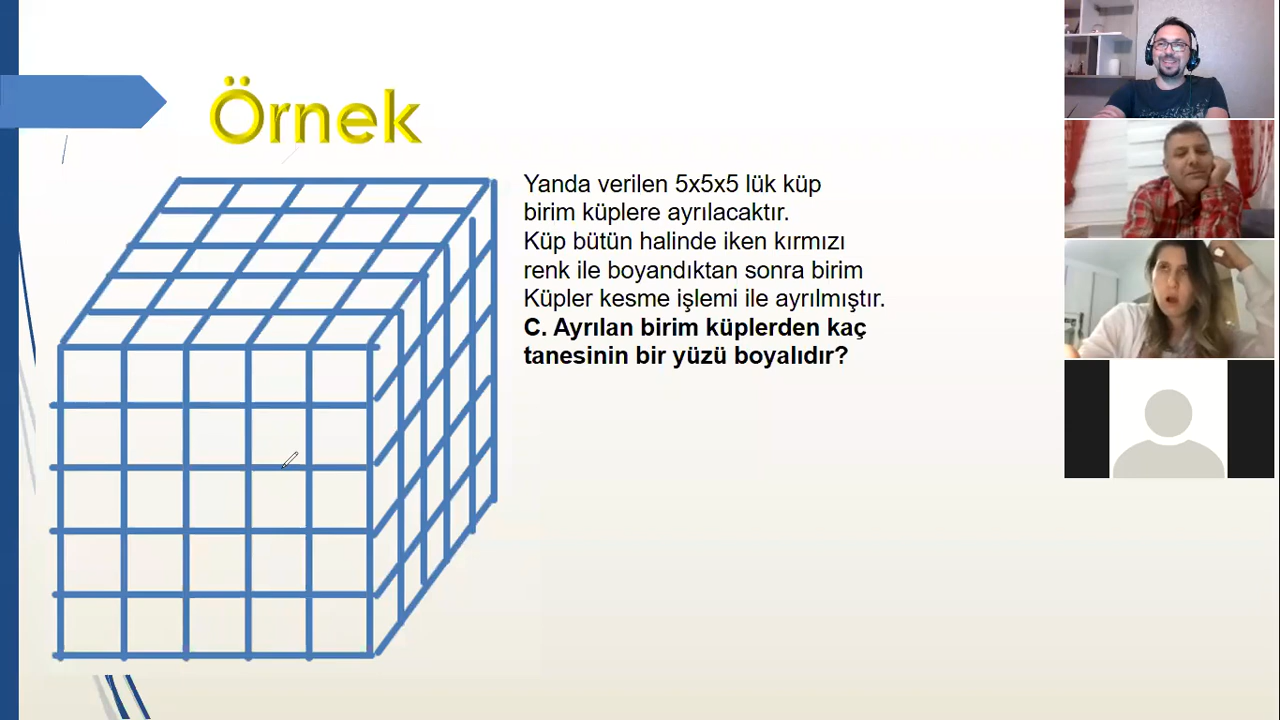 Örnek
Yanda verilen 5x5x5 lük küp
birim küplere ayrılacaktır.
Küp bütün halinde iken kırmızı
renk ile boyandıktan sonra birim
Küpler kesme işlemi ile ayrılmıştır.
C. Ayrılan birim küplerden kaç
tanesinin bir yüzü boyalıdır?